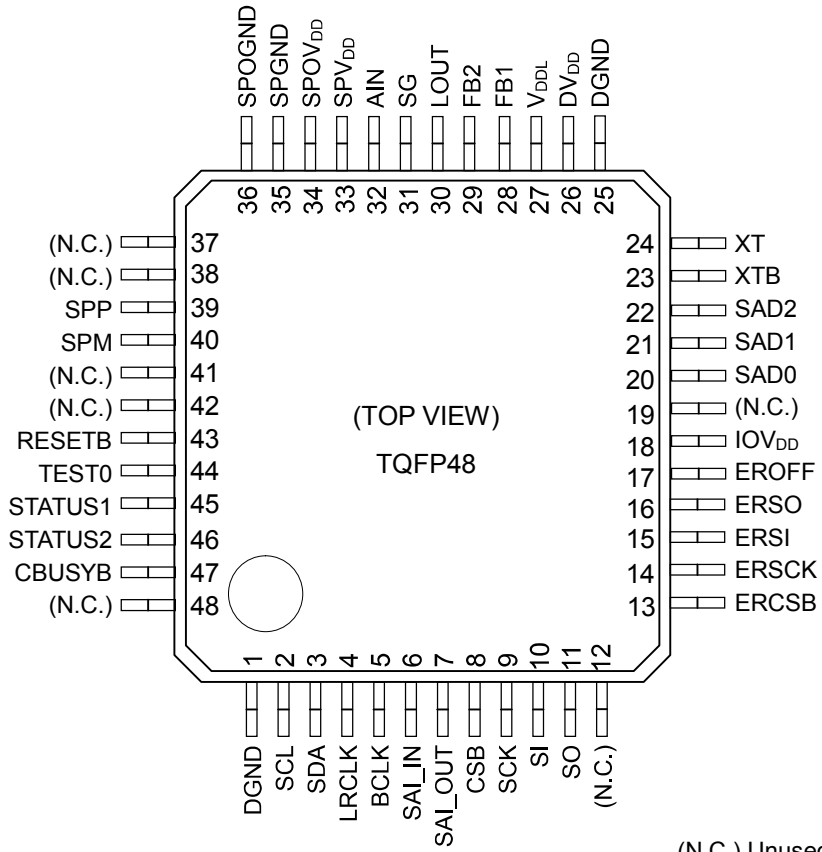 SPOGND
SPGND
SPOVDD
SPVDD
AIN
SG
LOUT
FB2
FB1
VDDL
DVDD
DGND
36
35
34
33
32
31
30
29
28
27
26
25
(N.C.) 37
(N.C.) 38
SPP 39
SPM 40
(N.C.) 41
(N.C.) 42
RESETB 43
TEST0 44
STATUS1 45
STATUS2 46
CBUSYB 47
(N.C.) 48
(TOP VIEW)
TQFP48
24 XT
23 XTB
22 SAD2
21 SAD1
20 SAD0
19 (N.C.)
18 IOVDD
17 EROFF
16 ERSO
15 ERSI
14 ERSCK
13 ERCSB
1
2
3
4
5
6
7
8
9
10
11
12
DGND
SCL
SDA
LRCLK
BCLK
SAI_IN
SAI_OUT
CSB
SCK
SI
SO
(N.C.)
(N.C.) Unused